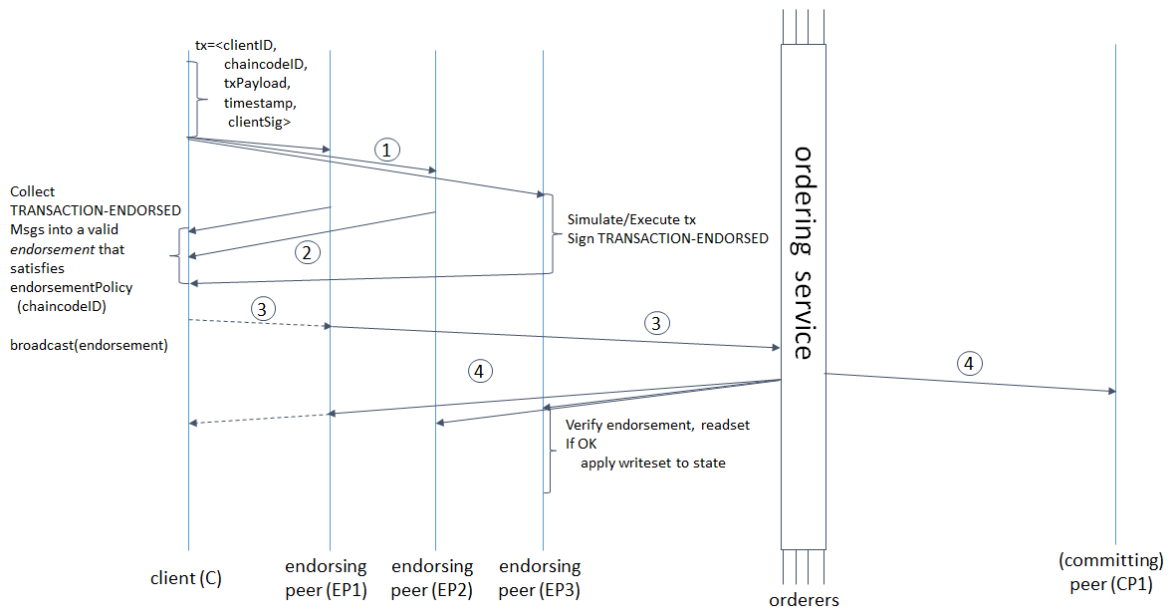 tx=<clientID,
chaincodeID,
txPayload,
timestamp,
clientSig>
1
Collect
TRANSACTION-ENDORSED
Msgs into a valid
endorsement that
satisfies
endorsementPolicy
(chaincodeID)
2
Simulate/Execute tx
Sign TRANSACTION-ENDORSED
ordering service
3
3
broadcast(endorsement)
4
4
Verify endorsement, readset
If OK
apply writeset to state
client (C)
endorsing
peer (EP1)
endorsing
peer (EP2)
endorsing
peer (EP3)
orderers
(committing)
peer (CP1)